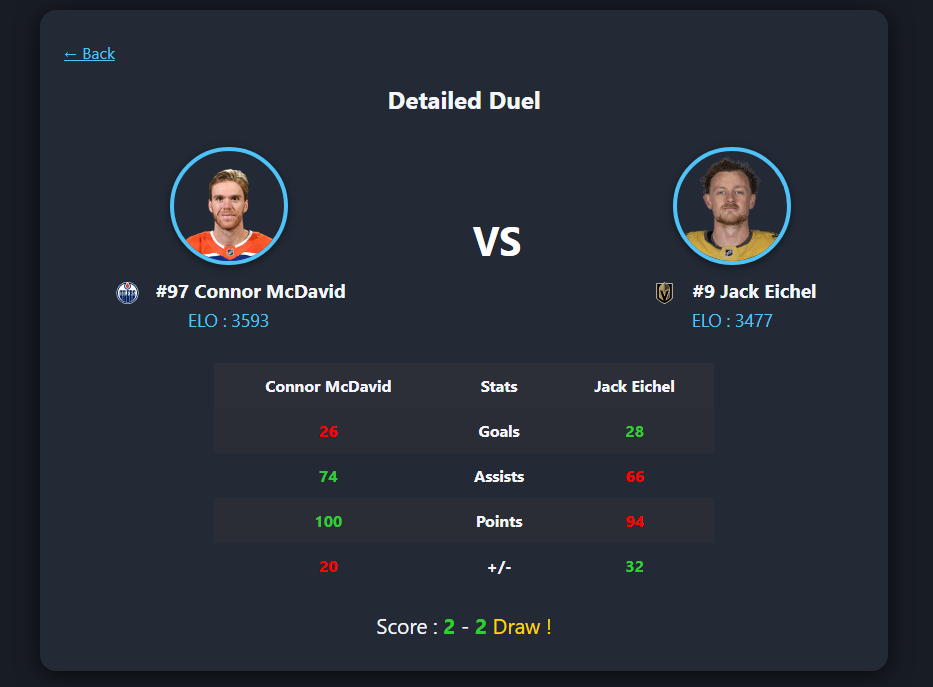 ← Back
Detailed Duel
VS
#97 Connor McDavid
ELO : 3593
#9 Jack Eichel
ELO : 3477
Connor McDavid Stats Jack Eichel
26 Goals 28
74 Assists 66
100 Points 94
20 +/- 32
Score : 2 - 2 Draw !